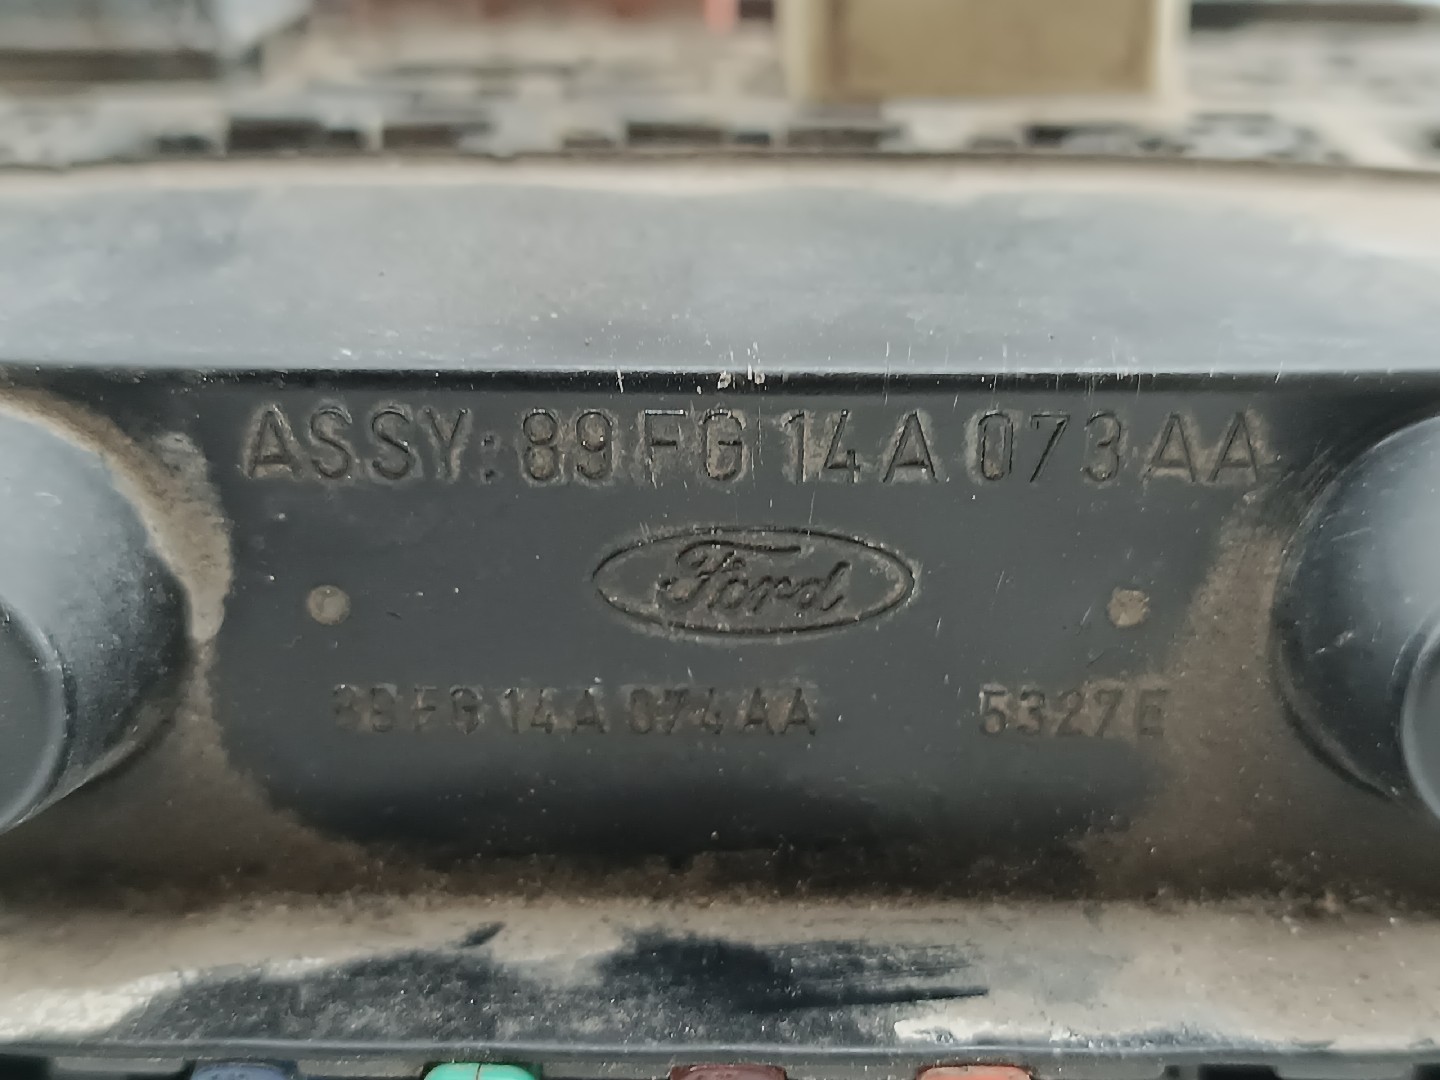 ASSY: 89FG 14A 073 AA
Ford
89FG 14A 074 AA 5327E